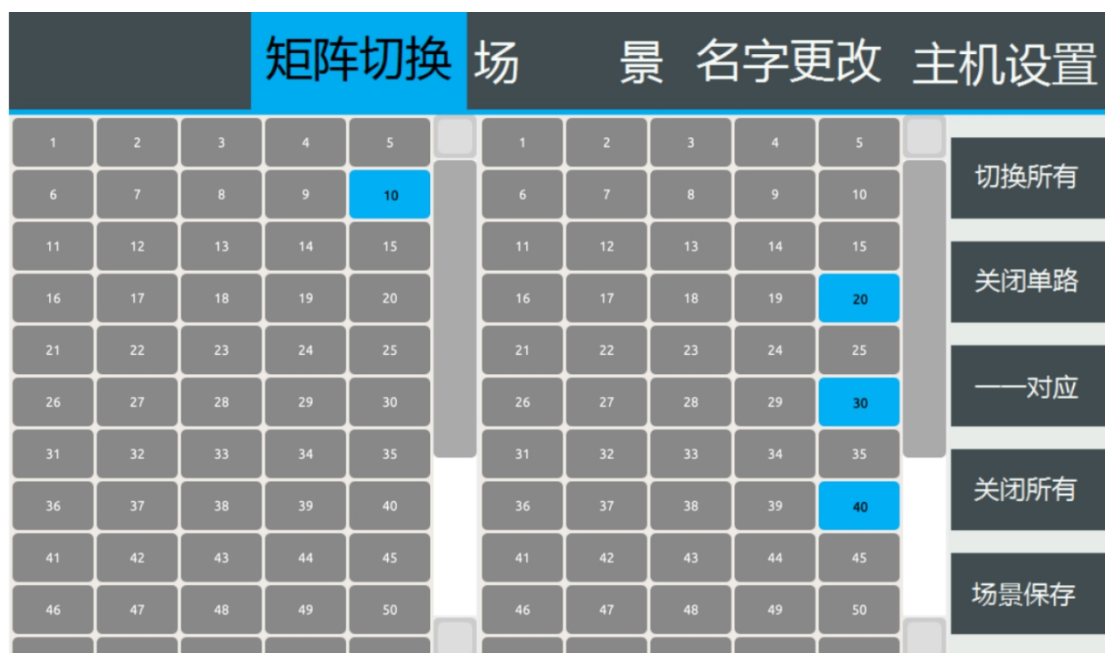 矩阵切换 场 景 名字更改 主机设置
1 2 3 4 5 1 2 3 4 5
切换所有
6 7 8 9 10 6 7 8 9 10
11 12 13 14 15 11 12 13 14 15
关闭单路
16 17 18 19 20 16 17 18 19 20
21 22 23 24 25 21 22 23 24 25
一一对应
26 27 28 29 30 26 27 28 29 30
31 32 33 34 35 31 32 33 34 35
关闭所有
36 37 38 39 40 36 37 38 39 40
41 42 43 44 45 41 42 43 44 45
场景保存
46 47 48 49 50 46 47 48 49 50